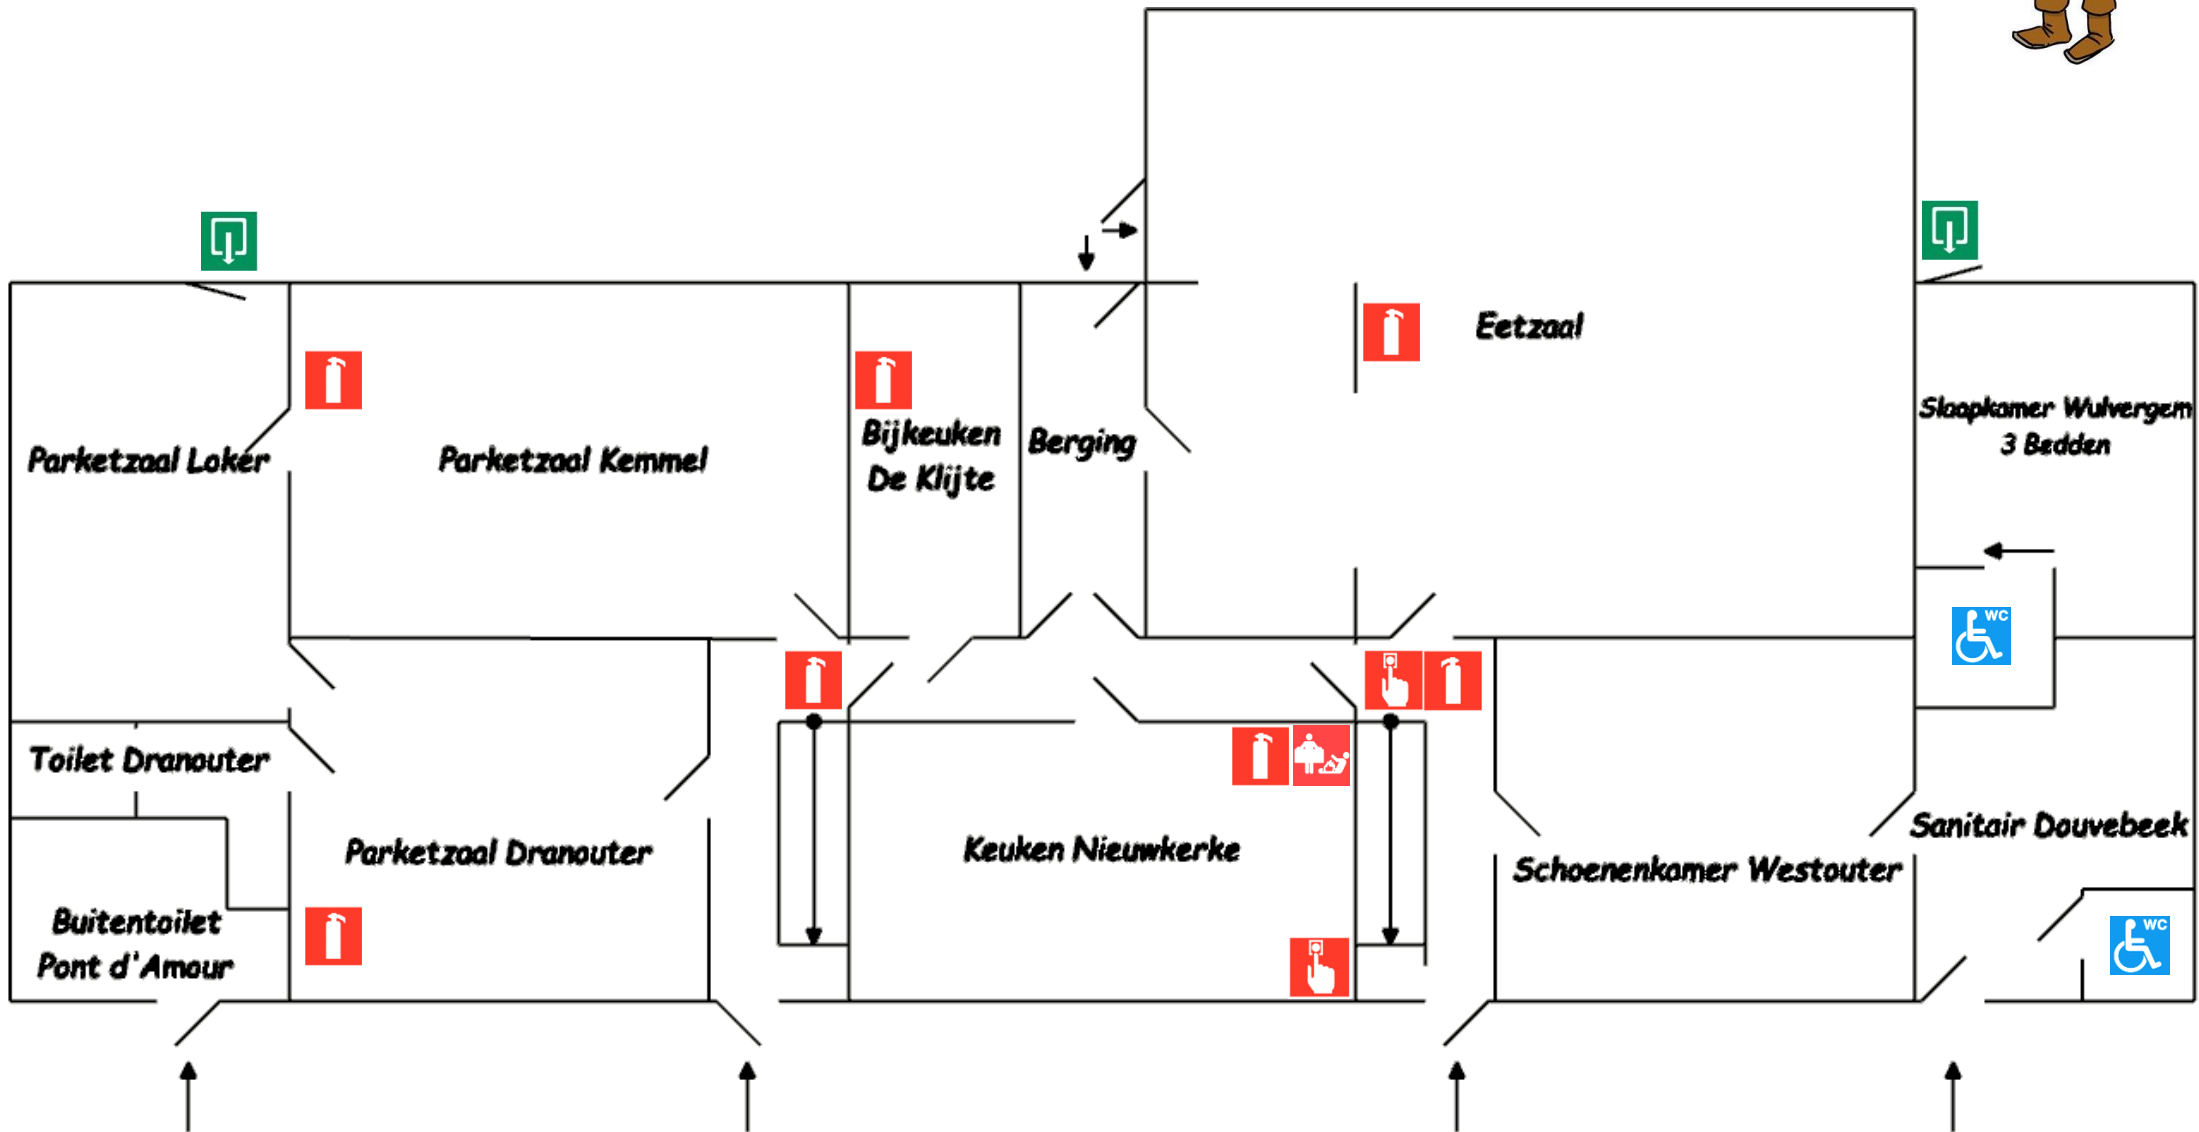 Eetzaal
Slaapkamer Wulvergem
3 Bedden
Parketzaal Loker
Parketzaal Kemmel
Bijkeuken
De Klijte
Berging
WC
Toilet Dranouter
Parketzaal Dranouter
Keuken Nieuwkerke
Schoenenkamer Westouter
Sanitair Douvebeek
Buitentoilet
Pont d'Amour
WC